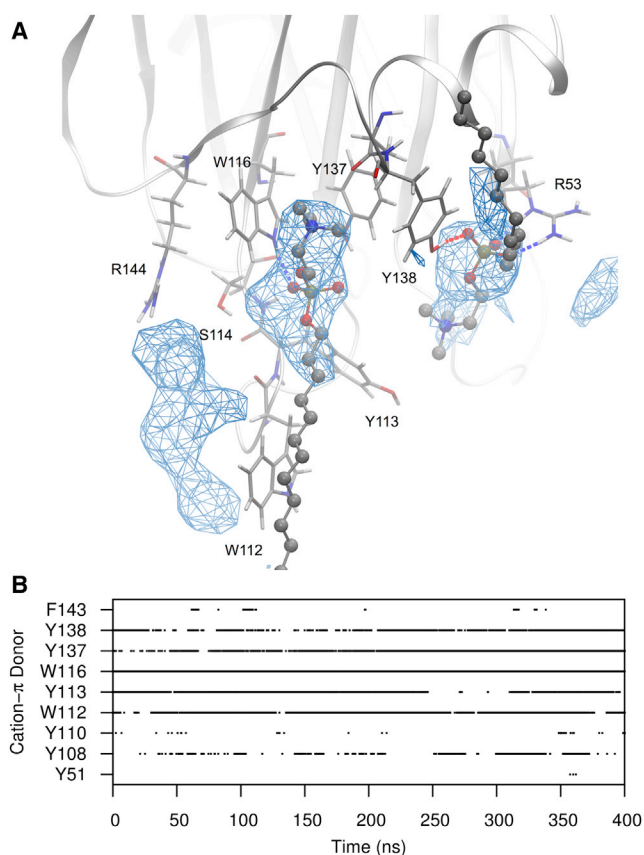 A
W116
Y137
R53
R144
Y138
S114
Y113
W112
B
F143
Y138
Y137
W116
Y113
W112
Y110
Y108
Y51
Cation-π Donor
0 50 100 150 200 250 300 350 400
Time (ns)